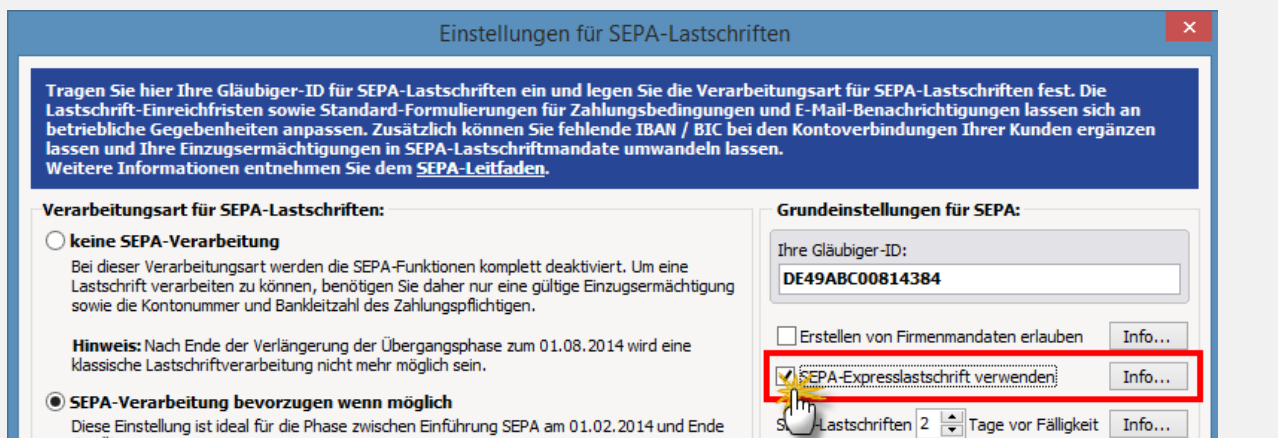 Einstellungen für SEPA-Lastschriften
Tragen Sie hier Ihre Gläubiger-ID für SEPA-Lastschriften ein und legen Sie die Verarbeitungsart für SEPA-Lastschriften fest. Die
Lastschrift-Einreichfristen sowie Standard-Formulierungen für Zahlungsbedingungen und E-Mail-Benachrichtigungen lassen sich an
betriebliche Gegebenheiten anpassen. Zusätzlich können Sie fehlende IBAN / BIC bei den Kontoverbindungen Ihrer Kunden ergänzen
lassen und Ihre Einzugsermächtigungen in SEPA-Lastschriftmandate umwandeln lassen.
Weitere Informationen entnehmen Sie dem SEPA-Leitfaden.
Verarbeitungsart für SEPA-Lastschriften:
keine SEPA-Verarbeitung
Bei dieser Verarbeitungsart werden die SEPA-Funktionen komplett deaktiviert. Um eine
Lastschrift verarbeiten zu können, benötigen Sie daher nur eine gültige Einzugsermächtigung
sowie die Kontonummer und Bankleitzahl des Zahlungspflichtigen.
Hinweis: Nach Ende der Verlängerung der Übergangsphase zum 01.08.2014 wird eine
klassische Lastschriftverarbeitung nicht mehr möglich sein.
SEPA-Verarbeitung bevorzugen wenn möglich
Diese Einstellung ist ideal für die Phase zwischen Einführung SEPA am 01.02.2014 und Ende
Grundeinstellungen für SEPA:
Ihre Gläubiger-ID:
DE49ABC00814384
Erstellen von Firmenmandaten erlauben Info...
SEPA-Expresslastschrift verwenden Info...
-Lastschriften 2 Tage vor Fälligkeit Info...